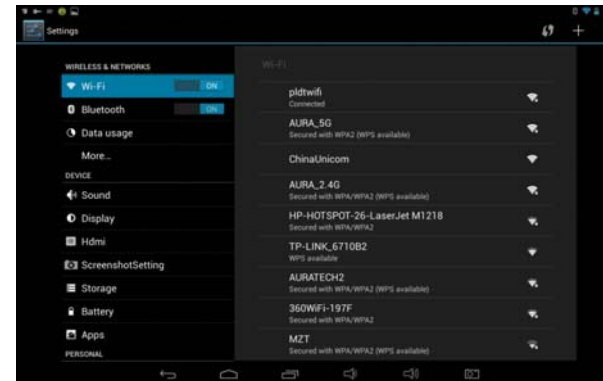 Settings
WIRELESS & NETWORKS
Wi-Fi ON
Bluetooth ON
Data usage
More...
DEVICE
Sound
Display
Hdmi
ScreenshotSetting
Storage
Battery
Apps
PERSONAL
Wi-Fi
pldtwifi
Connected
AURA_5G
Secured with WPA2 (WPS available)
ChinaUnicom
AURA_2.4G
Secured with WPA/WPA2 (WPS available)
HP-HOTSPOT-26-LaserJet M1218
Secured with WPA/WPA2
TP-LINK_6710B2
WPS available
AURATECH2
Secured with WPA/WPA2 (WPS available)
360WiFi-197F
Secured with WPA/WPA2
MZT
Secured with WPA/WPA2 (WPS available)